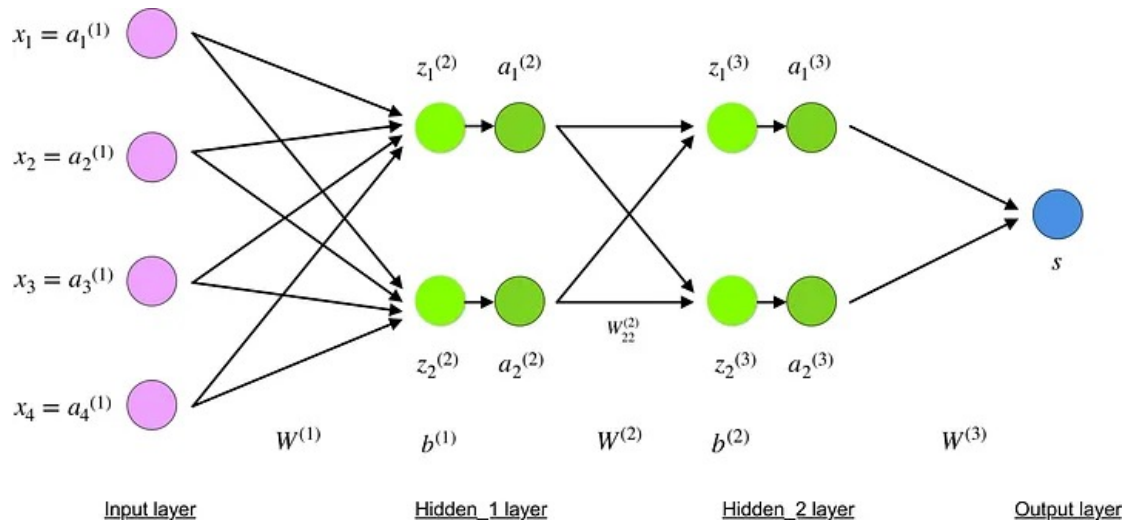 x₁ = a₁⁽¹⁾
z₁⁽²⁾ a₁⁽²⁾ z₁⁽³⁾ a₁⁽³⁾
x₂ = a₂⁽¹⁾
s
x₃ = a₃⁽¹⁾
W₂₂⁽²⁾
z₂⁽²⁾ a₂⁽²⁾ z₂⁽³⁾ a₂⁽³⁾
x₄ = a₄⁽¹⁾
W⁽¹⁾ b⁽¹⁾ W⁽²⁾ b⁽²⁾ W⁽³⁾
Input layer Hidden_1 layer Hidden_2 layer Output layer